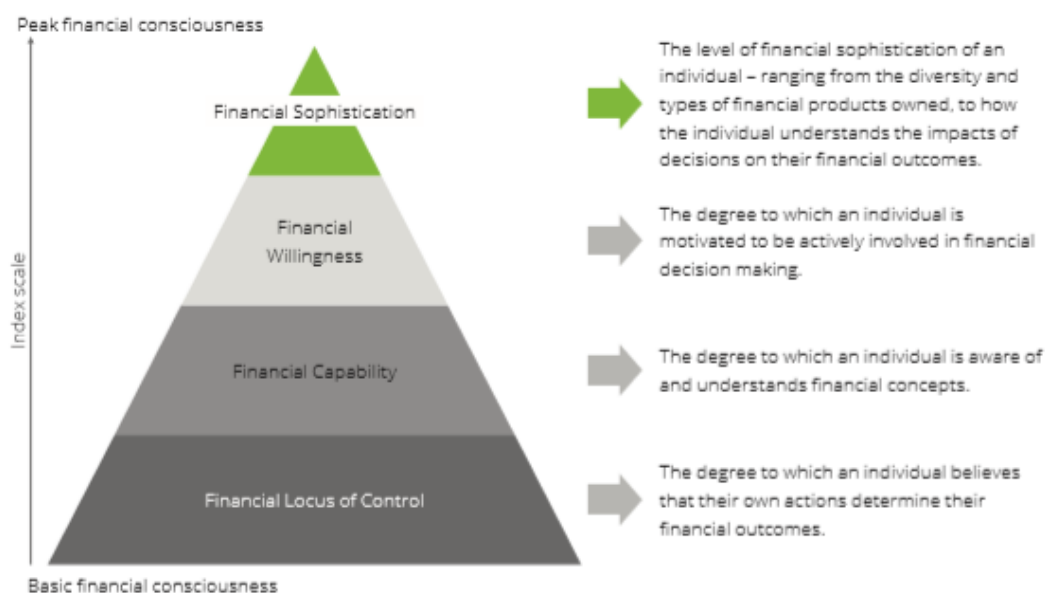 Peak financial consciousness
Financial Sophistication
The level of financial sophistication of an
individual – ranging from the diversity and
types of financial products owned, to how
the individual understands the impacts of
decisions on their financial outcomes.
Financial
Willingness
The degree to which an individual is
motivated to be actively involved in financial
decision making.
Index scale
Financial Capability
The degree to which an individual is aware of
and understands financial concepts.
Financial Locus of Control
The degree to which an individual believes
that their own actions determine their
financial outcomes.
Basic financial consciousness